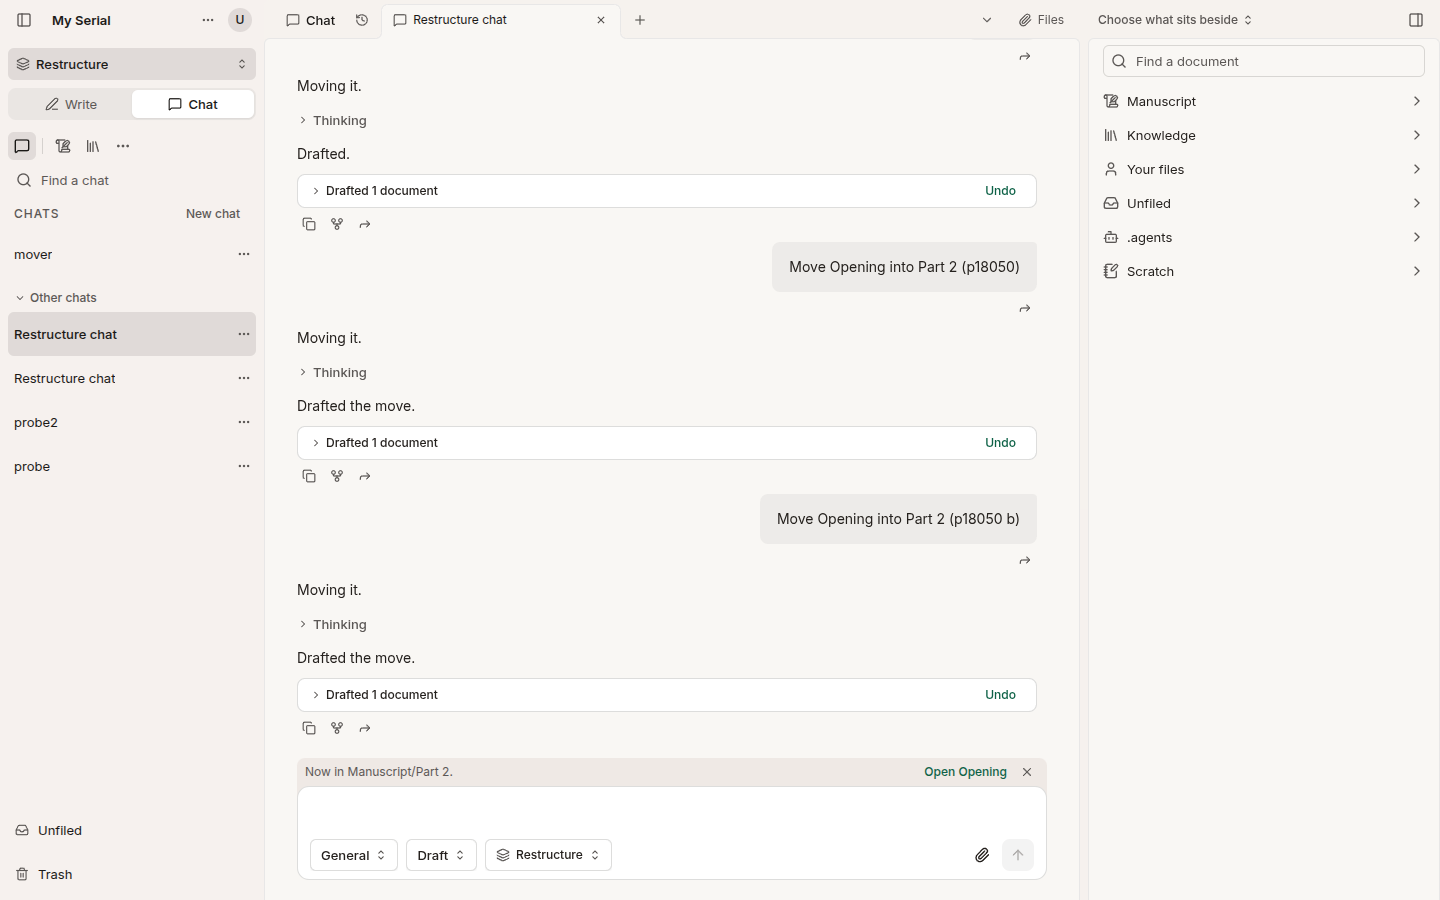 My Serial
U
Restructure
Write
Chat
Find a chat
CHATS
New chat
mover
Other chats
Restructure chat
Restructure chat
probe2
probe
Unfiled
Trash
Chat
Restructure chat
Files
Moving it.
Thinking
Drafted.
Drafted 1 document
Undo
Move Opening into Part 2 (p18050)
Moving it.
Thinking
Drafted the move.
Drafted 1 document
Undo
Move Opening into Part 2 (p18050 b)
Moving it.
Thinking
Drafted the move.
Drafted 1 document
Undo
Now in Manuscript/Part 2.
Open Opening
General
Draft
Restructure
Choose what sits beside
Find a document
Manuscript
Knowledge
Your files
Unfiled
.agents
Scratch